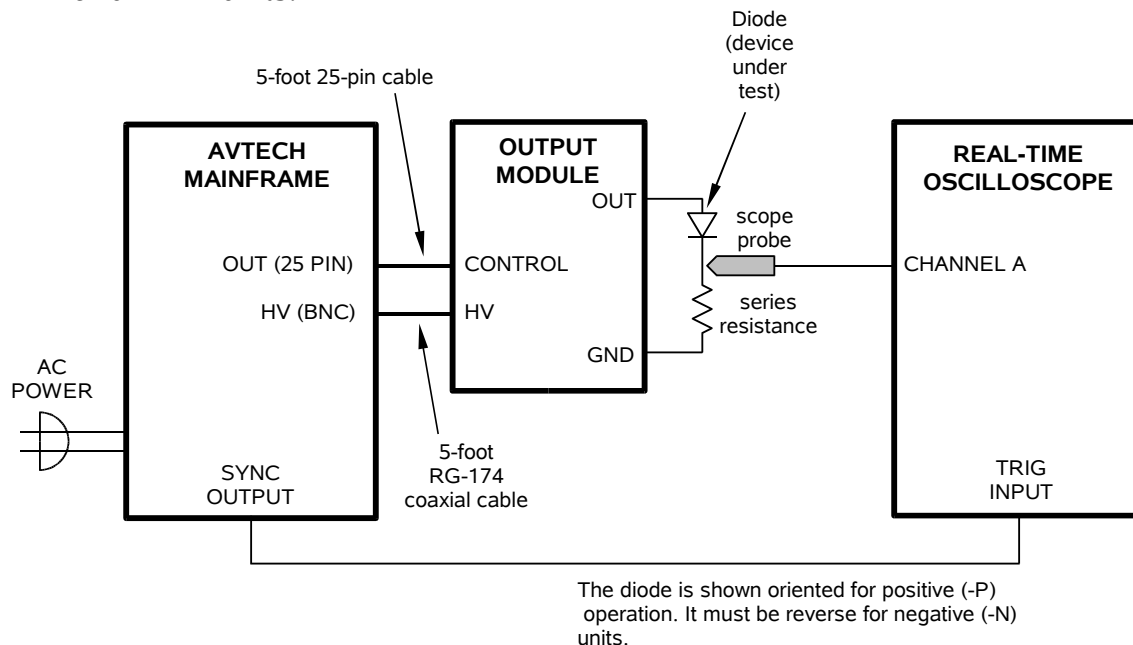 Diode
(device
under
test)
5-foot 25-pin cable
AVTECH
MAINFRAME
OUTPUT
MODULE
REAL-TIME
OSCILLOSCOPE
OUT
scope
probe
OUT (25 PIN)
CONTROL
CHANNEL A
HV (BNC)
HV
series
resistance
GND
AC
POWER
5-foot
RG-174
coaxial cable
SYNC
OUTPUT
TRIG
INPUT
The diode is shown oriented for positive (-P)
operation. It must be reverse for negative (-N)
units.